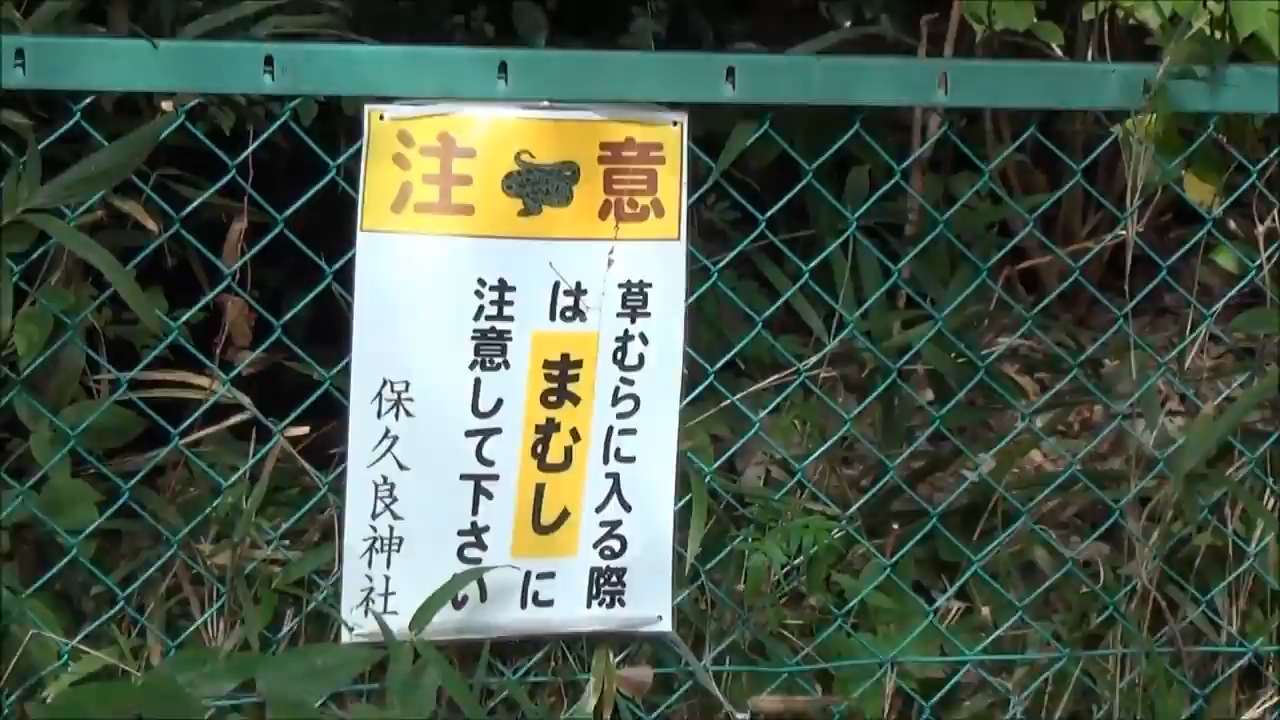 注意
草むらに入る際
はまむしに
注意して下さい
保久良神社